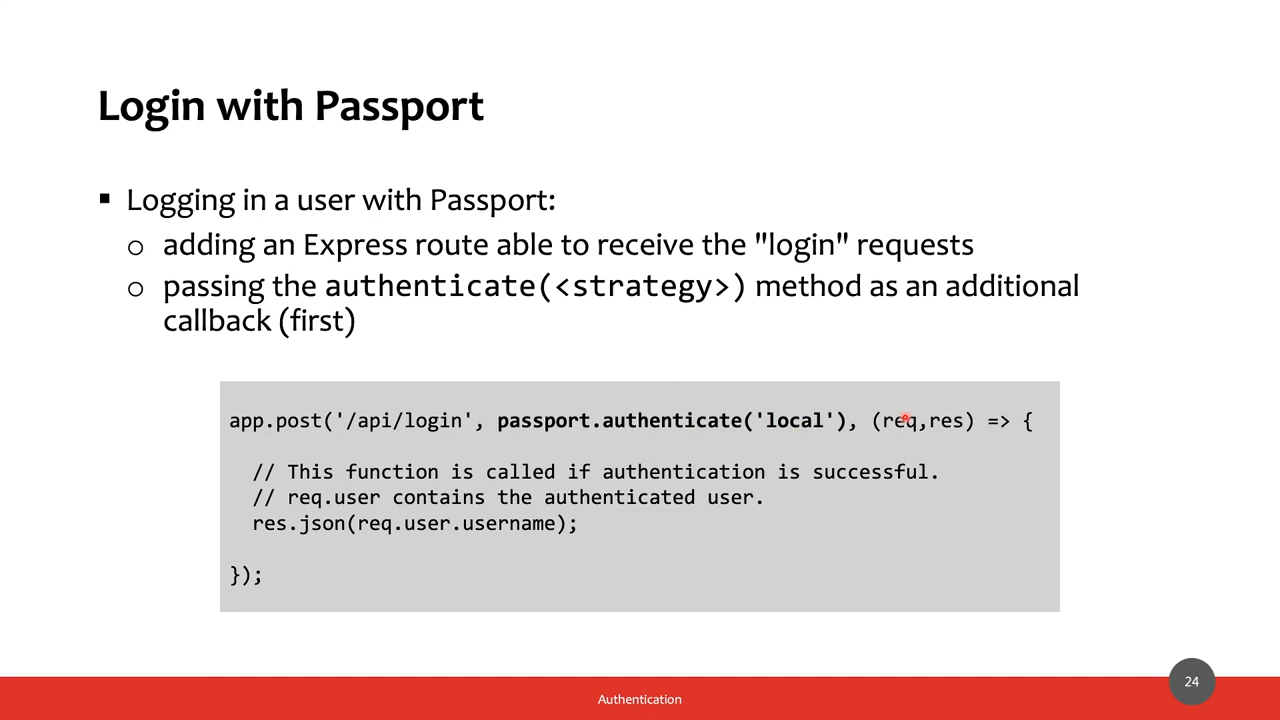 Login with Passport
▪ Logging in a user with Passport:
o adding an Express route able to receive the "login" requests
o passing the authenticate(<strategy>) method as an additional
callback (first)
app.post('/api/login', passport.authenticate('local'), (req,res) => {
// This function is called if authentication is successful.
// req.user contains the authenticated user.
res.json(req.user.username);
});
Authentication
24